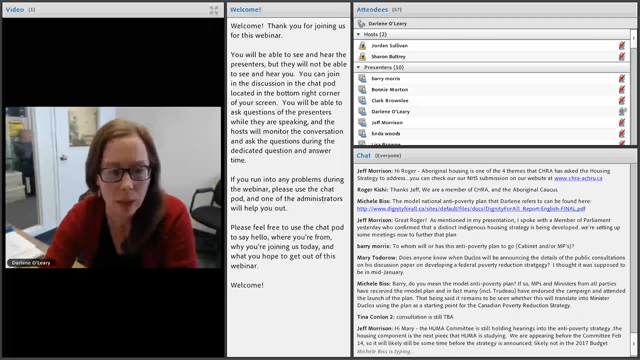 Video (1)
Darlene O'Leary
Welcome!
Welcome! Thank you for joining us
for this webinar.
You will be able to see and hear the
presenters, but they will not be able
to see and hear you. You can join
in the discussion in the chat pod
located in the bottom right corner
of your screen. You will be able to
ask questions of the presenters
while they are speaking, and the
hosts will monitor the conversation
and ask the questions during the
dedicated question and answer
time.
If you run into any problems during
the webinar, please use the chat
pod, and one of the administrators
will help you out.
Please feel free to use the chat pod
to say hello, where you're from,
why you're joining us today, and
what you hope to get out of this
webinar.
Welcome!
Attendees (57)
Darlene O'Leary
Hosts (2)
Jordan Sullivan
Sharon Buttrey
Presenters (10)
barry morris
Bonnie Morton
Clark Brownlee
Darlene O'Leary
Jeff Morrison
linda woods
Chat (Everyone)
Jeff Morrison: Hi Roger - Aboriginal housing is one of the 4 themes that CHRA has asked the Housing
Strategy to address.. you can check our our NHS submission on our website at www.chra-achru.ca
Roger Kishi: Thanks Jeff, We are a member of CHRA, and the Aboriginal Caucus
Michele Biss: The model national anti-poverty plan that Darlene refers to can be found here:
http://www.dignityforall.ca/sites/default/files/docs/DignityForAll_Report-English-FINAL.pdf
Jeff Morrison: Great Roger! As mentioned in my presentation, I spoke with a Member of Parliament
yesterday who confirmed that a distinct indigenous housing strategy is being developed..we're setting up
some meetings now to further that plan
barry morris: To whom will or has this anti-poverty plan to go (Cabinet and/or MP's)?
Mary Todorow: Does anyone know when Duclos will be announcing the details of the public consultations
on his discussion paper on developing a federal poverty reduction strategegy? I thought it was supposed
to be in mid-January.
Michele Biss: Barry, do you mean the model anti-poverty plan? If so, MPs and Ministers from all
parties have recieved the model plan and in fact many (incl. Trudeau) have endorsed the campaign and attended
the launch of the plan. That being said it remains to be seen whether this will translate into Minister
Duclos using the plan as a starting point for the Canadian Poverty Reduction Strategy.
Tina Conlon 2: consultation is still TBA
Jeff Morrison: Hi Mary - the HUMA Committee is still holding hearings into the anti-poverty strategy..the
housing component is the next pieec that HUMA is studying. We are appearing before the Committee Feb
14, so it will likely still be some time before the strategy is announced; likely not in the 2017 Budget
Michele Biss is typing...